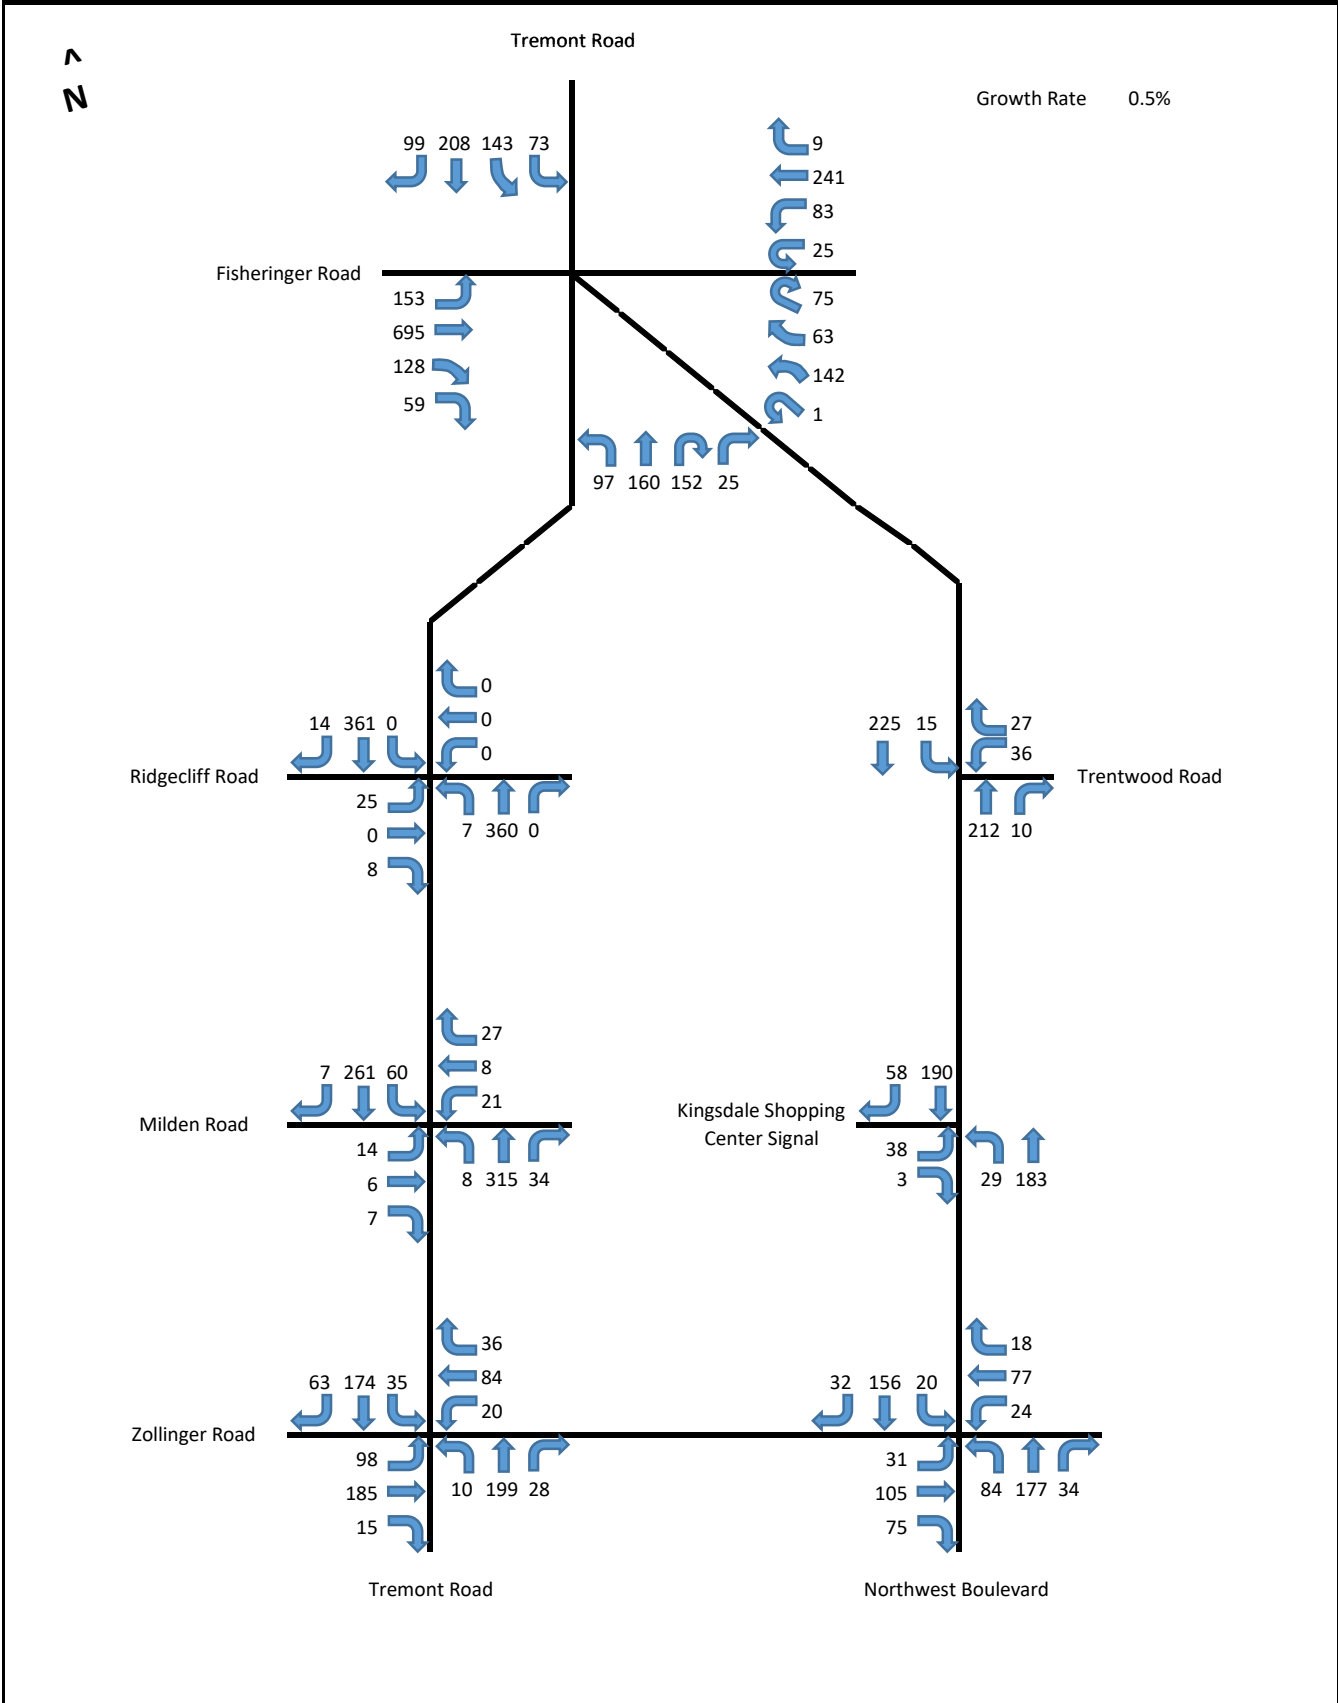 Tremont Road
^
N
Growth Rate 0.5%
99 208 143 73
9
241
83
25
Fisheringer Road
153
695
128
59
75
63
142
1
97 160 152 25
0
0
0
14 361 0
Ridgecliff Road
25
0
8
7 360 0
225 15
27
36
Trentwood Road
212 10
27
8
21
7 261 60
Milden Road
14
6
7
8 315 34
58 190
Kingsdale Shopping
Center Signal
38
3
29 183
36
84
20
63 174 35
Zollinger Road
98
185
15
10 199 28
18
77
24
32 156 20
31
105
75
84 177 34
Tremont Road
Northwest Boulevard